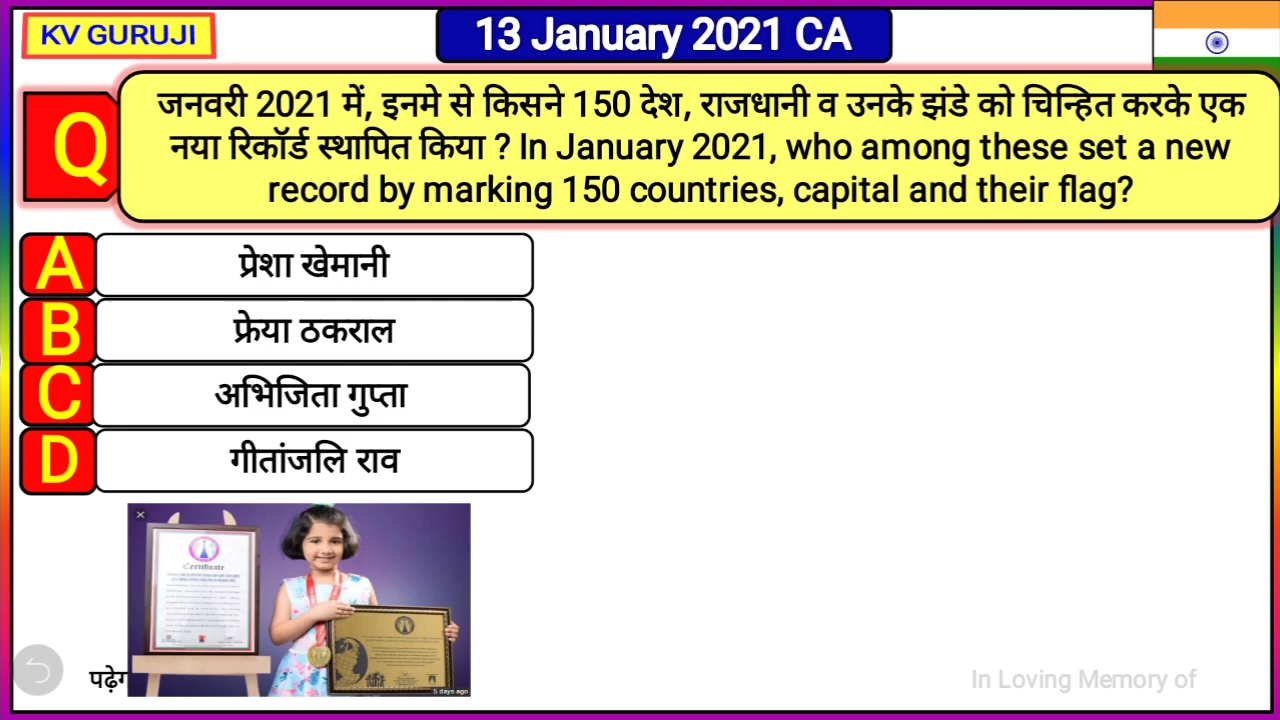 KV GURUJI
13 January 2021 CA
Q
जनवरी 2021 में, इनमे से किसने 150 देश, राजधानी व उनके झंडे को चिन्हित करके एक
नया रिकॉर्ड स्थापित किया ? In January 2021, who among these set a new
record by marking 150 countries, capital and their flag?
A प्रेशा खेमानी
B फ्रेया ठकराल
C अभिजिता गुप्ता
D गीतांजलि राव
Certificate
5 days ago
In Loving Memory of